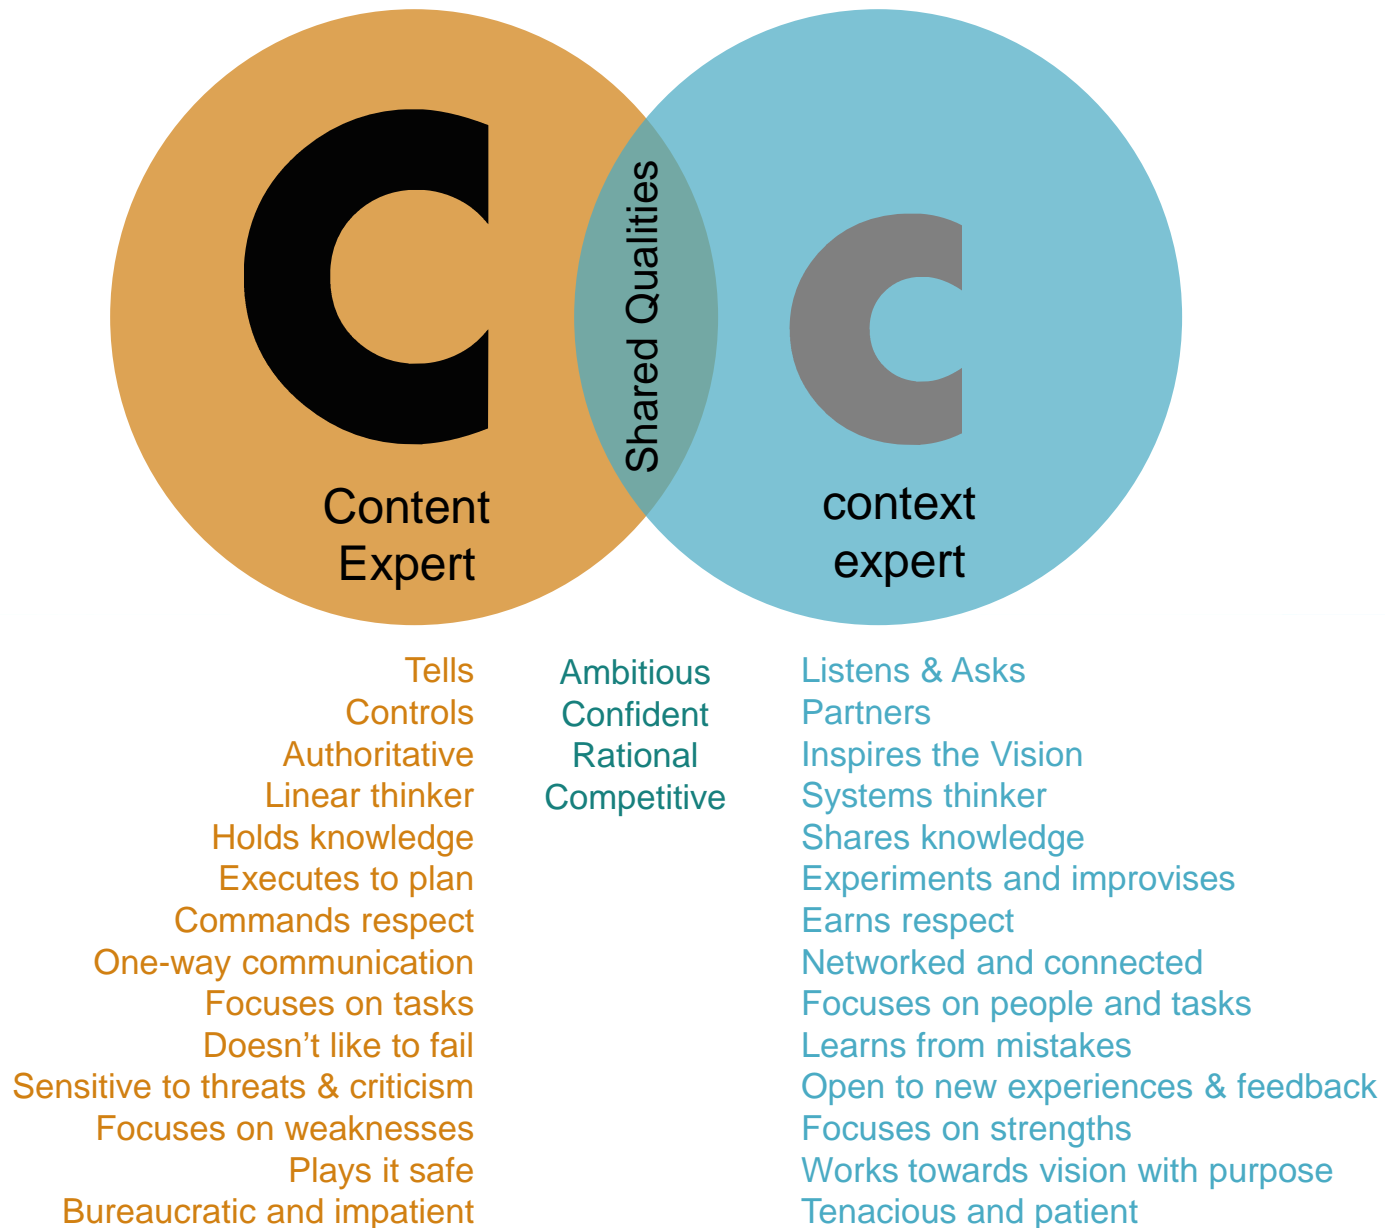 C
c
Shared Qualities
Content
Expert
context
expert
Tells
Controls
Authoritative
Linear thinker
Holds knowledge
Executes to plan
Commands respect
One-way communication
Focuses on tasks
Doesn’t like to fail
Sensitive to threats & criticism
Focuses on weaknesses
Plays it safe
Bureaucratic and impatient
Ambitious
Confident
Rational
Competitive
Listens & Asks
Partners
Inspires the Vision
Systems thinker
Shares knowledge
Experiments and improvises
Earns respect
Networked and connected
Focuses on people and tasks
Learns from mistakes
Open to new experiences & feedback
Focuses on strengths
Works towards vision with purpose
Tenacious and patient